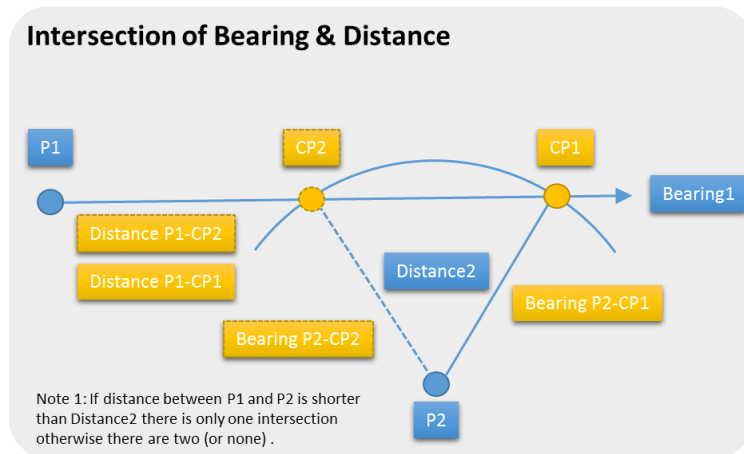 Intersection of Bearing & Distance
P1
CP2
CP1
Bearing1
Distance P1-CP2
Distance P1-CP1
Distance2
Bearing P2-CP1
Bearing P2-CP2
P2
Note 1: If distance between P1 and P2 is shorter
than Distance2 there is only one intersection
otherwise there are two (or none) .